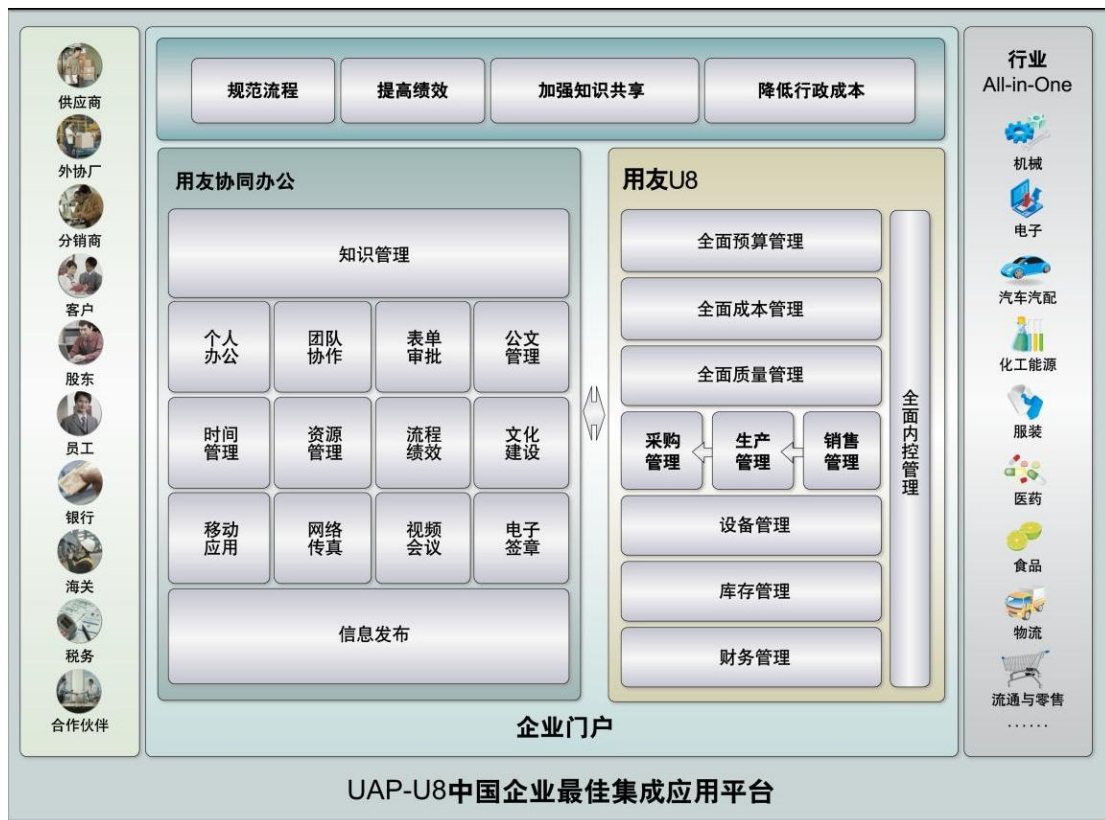 供应商
外协厂
分销商
客户
股东
员工
银行
海关
税务
合作伙伴
规范流程
提高绩效
加强知识共享
降低行政成本
用友协同办公
知识管理
个人
办公
团队
协作
表单
审批
公文
管理
时间
管理
资源
管理
流程
绩效
文化
建设
移动
应用
网络
传真
视频
会议
电子
签章
信息发布
用友U8
全面预算管理
全面成本管理
全面质量管理
采购
管理
生产
管理
销售
管理
设备管理
库存管理
财务管理
全面内控管理
企业门户
行业
All-in-One
机械
电子
汽车汽配
化工能源
服装
医药
食品
物流
流通与零售
······
UAP-U8中国企业最佳集成应用平台